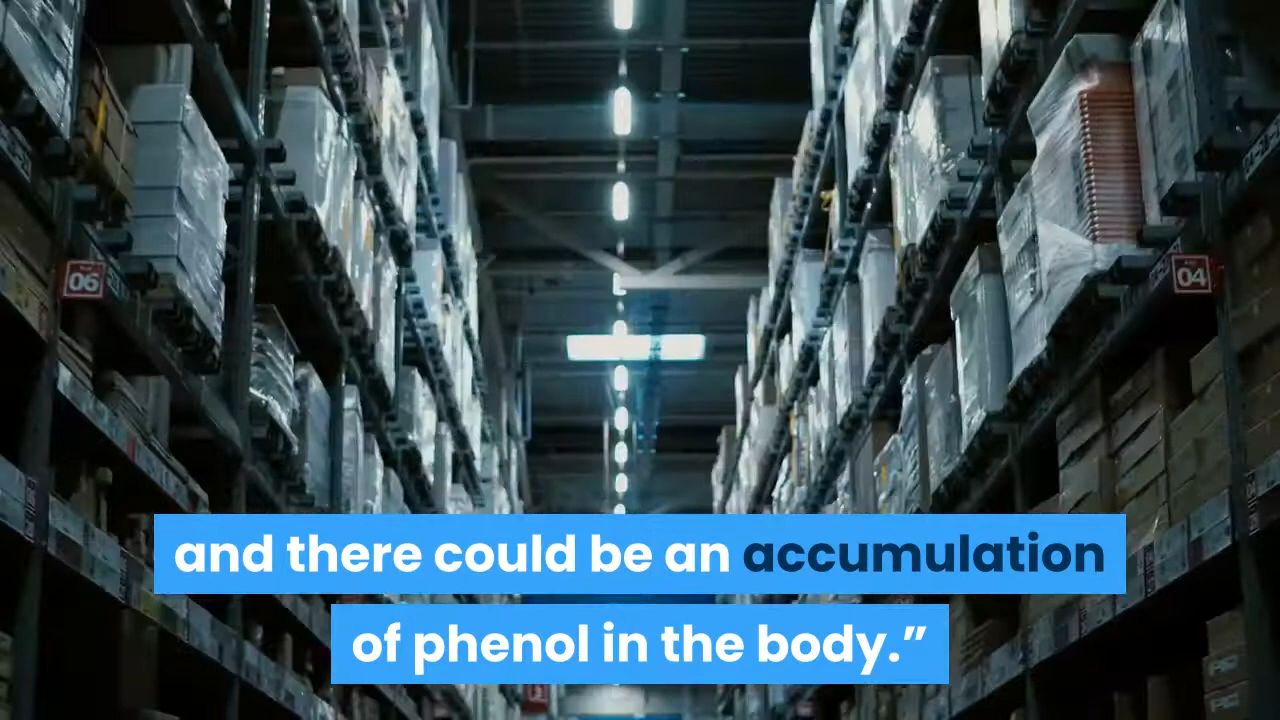 06
04
and there could be an accumulation
of phenol in the body.”